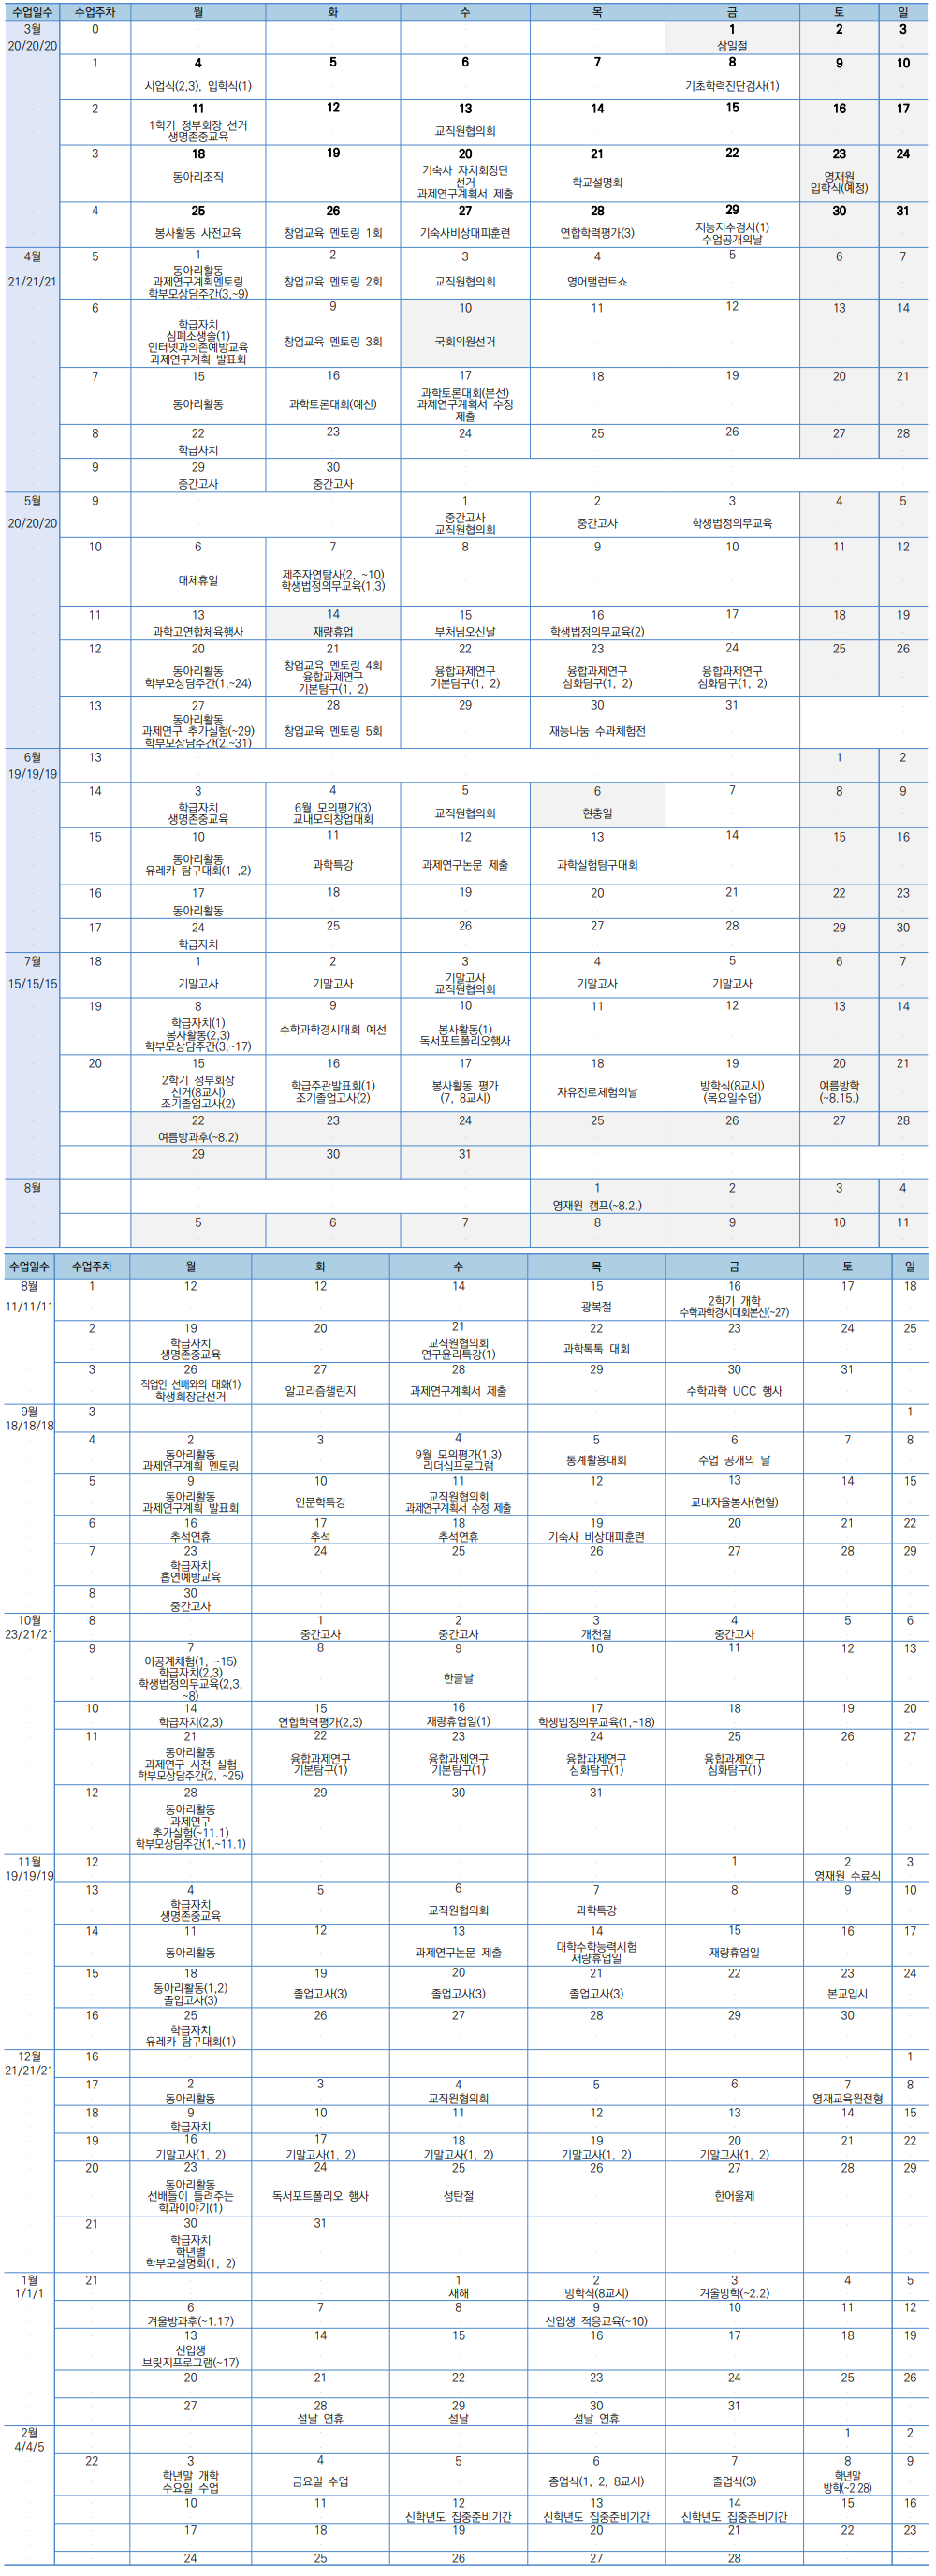 수업일수 수업주차 월 화 수 목 금 토 일
3월 0 1 2 3
20/20/20 삼일절
1 4 5 6 7 8 9 10
시업식(2,3), 입학식(1) 기초학력진단검사(1)
2 11 12 13 14 15 16 17
1학기 정부회장 선거 교직원협의회
생명존중교육
3 18 19 20 21 22 23 24
동아리조직 기숙사 자치회장단 학교설명회 영재원
선거 입학식(예정)
과제연구계획서 제출
4 25 26 27 28 29 30 31
봉사활동 사전교육 창업교육 멘토링 1회 기숙사비상대피훈련 연합학력평가(3) 지능지수검사(1)
수업공개의날
4월 5 1 2 3 4 5 6 7
21/21/21 동아리활동 창업교육 멘토링 2회 교직원협의회 영어탤런트쇼
과제연구계획멘토링
학부모상담주간(3,~9)
6 9 10 11 12 13 14
학급자치 창업교육 멘토링 3회 국회의원선거
심폐소생술(1)
인터넷과의존예방교육
과제연구계획 발표회
7 15 16 17 18 19 20 21
동아리활동 과학토론대회(예선) 과학토론대회(본선)
과제연구계획서 수정
제출
8 22 23 24 25 26 27 28
학급자치
9 29 30
중간고사 중간고사
5월 9 1 2 3 4 5
20/20/20 중간고사 중간고사 학생법정의무교육
교직원협의회
10 6 7 8 9 10 11 12
대체휴일 제주자연탐사(2, ~10)
학생법정의무교육(1,3)
11 13 14 15 16 17 18 19
과학고연합체육행사 재량휴업 부처님오신날 학생법정의무교육(2)
12 20 21 22 23 24 25 26
동아리활동 창업교육 멘토링 4회 융합과제연구 융합과제연구 융합과제연구
학부모상담주간(1,~24) 융합과제연구 기본탐구(1, 2) 심화탐구(1, 2) 심화탐구(1, 2)
기본탐구(1, 2)
13 27 28 29 30 31
동아리활동 창업교육 멘토링 5회 재능나눔 수과체험전
과제연구 추가실험(~29)
학부모상담주간(2,~31)
6월 13 1 2
19/19/19
14 3 4 5 6 7 8 9
학급자치 6월 모의평가(3) 교직원협의회 현충일
생명존중교육 교내모의창업대회
15 10 11 12 13 14 15 16
동아리활동 과학특강 과제연구논문 제출 과학실험탐구대회
유레카 탐구대회(1 ,2)
16 17 18 19 20 21 22 23
동아리활동
17 24 25 26 27 28 29 30
학급자치
7월 18 1 2 3 4 5 6 7
15/15/15 기말고사 기말고사 기말고사 기말고사 기말고사
교직원협의회
19 8 9 10 11 12 13 14
학급자치(1) 수학과학경시대회 예선 봉사활동(1)
봉사활동(2,3) 독서포트폴리오행사
학부모상담주간(3,~17)
20 15 16 17 18 19 20 21
2학기 정부회장 학급주관발표회(1) 봉사활동 평가 자유진로체험의날 방학식(8교시) 여름방학
선거(8교시) 조기졸업고사(2) (7, 8교시) (목요일수업) (~8.15.)
조기졸업고사(2)
22 23 24 25 26 27 28
여름방과후(~8.2)
29 30 31
8월 1 2 3 4
영재원 캠프(~8.2.)
5 6 7 8 9 10 11
수업일수 수업주차 월 화 수 목 금 토 일
8월 1 12 12 14 15 16 17 18
11/11/11 광복절 2학기 개학
수학과학경시대회본선(~27)
2 19 20 21 22 23 24 25
학급자치 교직원협의회 과학톡톡 대회
생명존중교육 연구윤리특강(1)
3 26 27 28 29 30 31
직업인 선배와의 대화(1) 알고리즘챌린지 과제연구계획서 제출 수학과학 UCC 행사
학생회장단선거
9월 3 1
18/18/18
4 2 3 4 5 6 7 8
동아리활동 9월 모의평가(1,3) 통계활용대회 수업 공개의 날
과제연구계획 멘토링 리더십프로그램
5 9 10 11 12 13 14 15
동아리활동 인문학특강 교직원협의회 교내자율봉사(헌혈)
과제연구계획 발표회 과제연구계획서 수정 제출
6 16 17 18 19 20 21 22
추석연휴 추석 추석연휴 기숙사 비상대피훈련
7 23 24 25 26 27 28 29
학급자치
흡연예방교육
8 30
중간고사
10월 8 1 2 3 4 5 6
23/21/21 중간고사 중간고사 개천절 중간고사
9 7 8 9 10 11 12 13
이공계체험(1, ~15) 한글날
학급자치(2,3)
학생법정의무교육(2,3,
~8)
10 14 15 16 17 18 19 20
학급자치(2,3) 연합학력평가(2,3) 재량휴업일(1) 학생법정의무교육(1,~18)
11 21 22 23 24 25 26 27
동아리활동 융합과제연구 융합과제연구 융합과제연구 융합과제연구
과제연구 사전 실험 기본탐구(1) 기본탐구(1) 심화탐구(1) 심화탐구(1)
학부모상담주간(2, ~25)
12 28 29 30 31
동아리활동
과제연구
추가실험(~11.1)
학부모상담주간(1,~11.1)
11월 12 1 2 3
19/19/19 영재원 수료식
13 4 5 6 7 8 9 10
학급자치 교직원협의회 과학특강
생명존중교육
14 11 12 13 14 15 16 17
동아리활동 과제연구논문 제출 대학수학능력시험 재량휴업일
재량휴업일
15 18 19 20 21 22 23 24
동아리활동(1,2) 졸업고사(3) 졸업고사(3) 졸업고사(3) 본교입시
졸업고사(3)
16 25 26 27 28 29 30
학급자치
유레카 탐구대회(1)
12월 16 1
21/21/21
17 2 3 4 5 6 7 8
동아리활동 교직원협의회 영재교육원전형
18 9 10 11 12 13 14 15
학급자치
19 16 17 18 19 20 21 22
기말고사(1, 2) 기말고사(1, 2) 기말고사(1, 2) 기말고사(1, 2) 기말고사(1, 2)
20 23 24 25 26 27 28 29
동아리활동 독서포트폴리오 행사 성탄절 한어울제
선배들이 들려주는
학과이야기(1)
21 30 31
학급자치
학년별
학부모설명회(1, 2)
1월 21 1 2 3 4 5
1/1/1 새해 방학식(8교시) 겨울방학(~2.2)
6 7 8 9 10 11 12
겨울방과후(~1.17) 신입생 적응교육(~10)
13 14 15 16 17 18 19
신입생
브릿지프로그램(~17)
20 21 22 23 24 25 26
27 28 29 30 31
설날 연휴 설날 설날 연휴
2월 1 2
4/4/5
22 3 4 5 6 7 8 9
학년말 개학 금요일 수업 종업식(1, 2, 8교시) 졸업식(3) 학년말
수요일 수업 방학(~2.28)
10 11 12 13 14 15 16
신학년도 집중준비기간 신학년도 집중준비기간 신학년도 집중준비기간
17 18 19 20 21 22 23
24 25 26 27 28